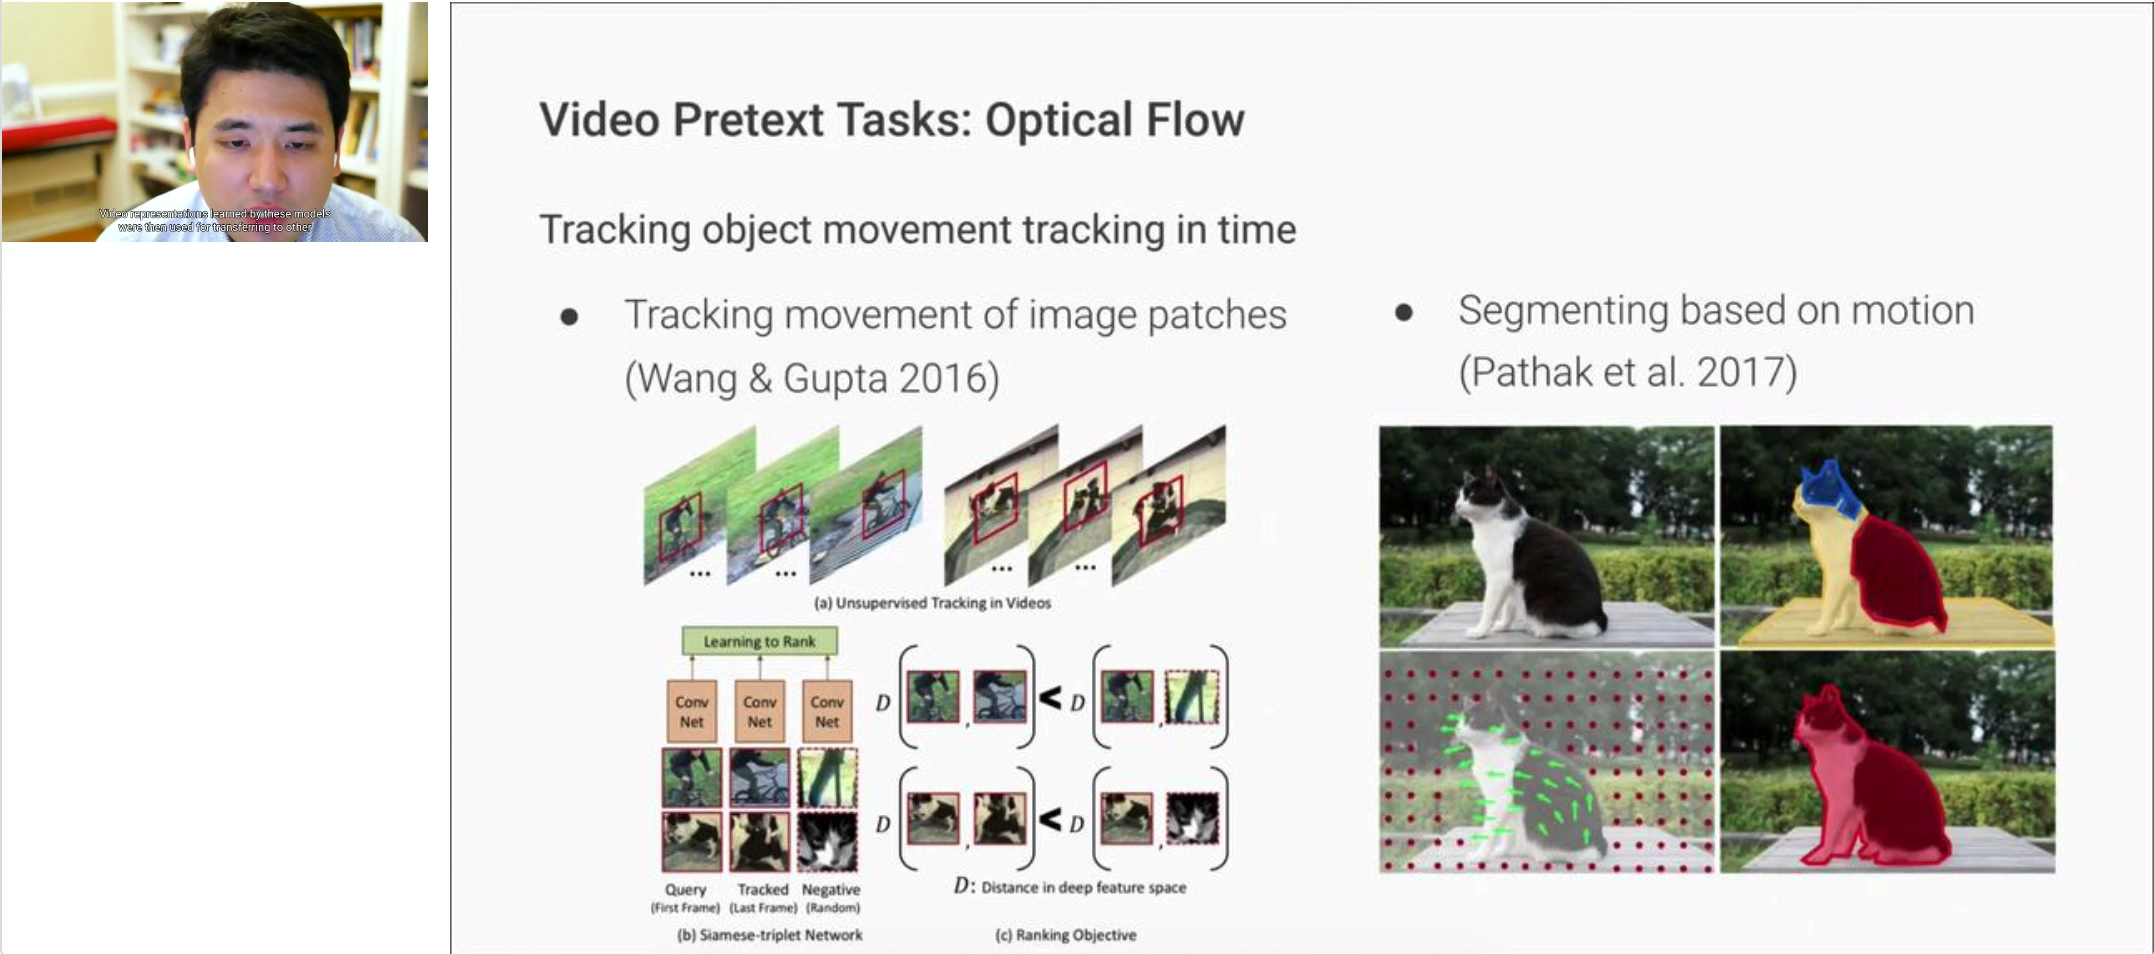 Video representations learned by these models
were then used for transferring to other
Video Pretext Tasks: Optical Flow
Tracking object movement tracking in time
● Tracking movement of image patches
(Wang & Gupta 2016)
● Segmenting based on motion
(Pathak et al. 2017)
... ... ... ...
(a) Unsupervised Tracking in Videos
Learning to Rank
Conv Net
Conv Net
Conv Net
D ( , ) < D ( , )
D ( , ) < D ( , )
Query
(First Frame)
Tracked
(Last Frame)
Negative
(Random)
D: Distance in deep feature space
(b) Siamese-triplet Network
(c) Ranking Objective